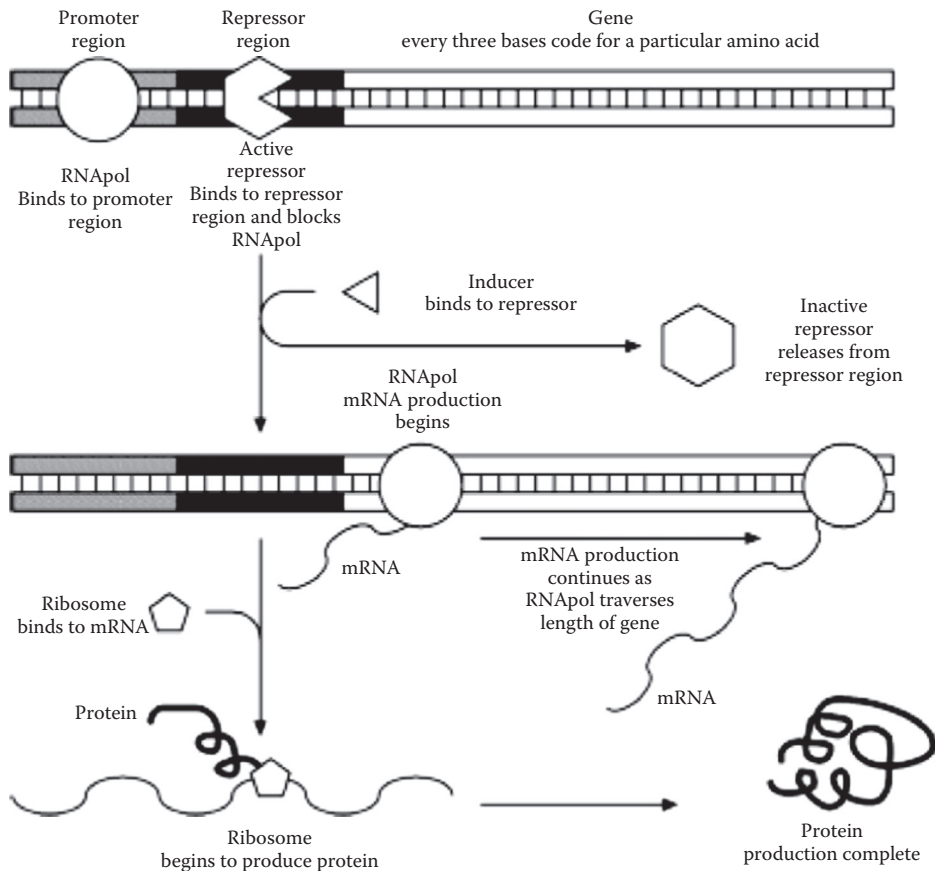 Promoter
region
Repressor
region
Gene
every three bases code for a particular amino acid
RNApol
Binds to promoter
region
Active
repressor
Binds to repressor
region and blocks
RNApol
Inducer
binds to repressor
Inactive
repressor
releases from
repressor region
RNApol
mRNA production
begins
mRNA
mRNA production
continues as
RNApol traverses
length of gene
Ribosome
binds to mRNA
mRNA
Protein
Ribosome
begins to produce protein
Protein
production complete